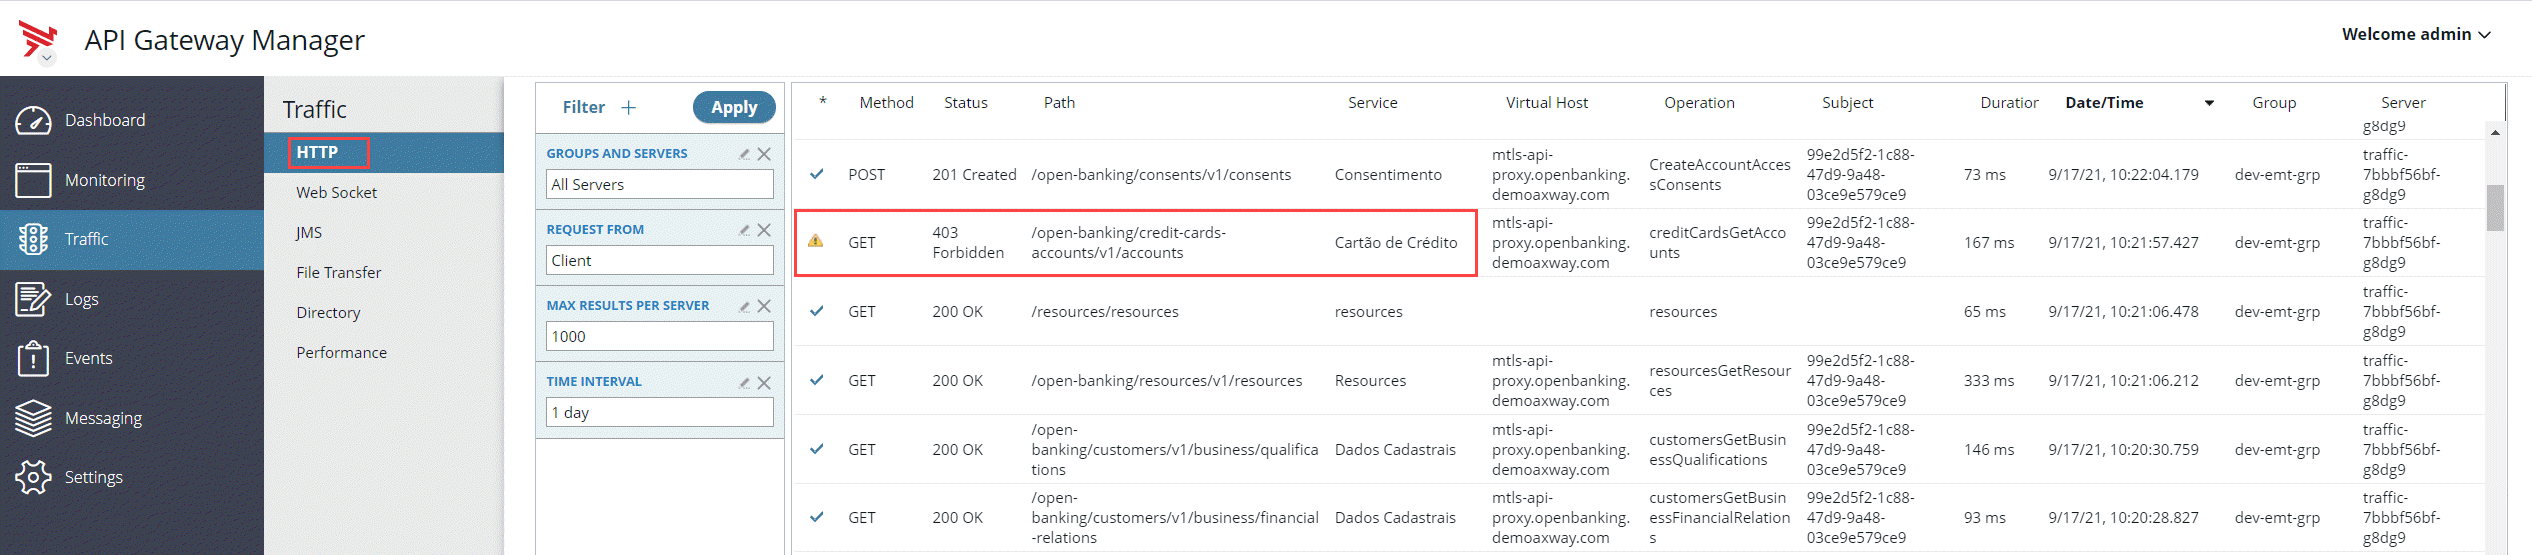 API Gateway Manager
Welcome admin
Dashboard
Monitoring
Traffic
Logs
Events
Messaging
Settings
Traffic
HTTP
Web Socket
JMS
File Transfer
Directory
Performance
Filter +
Apply
GROUPS AND SERVERS
All Servers
REQUEST FROM
Client
MAX RESULTS PER SERVER
1000
TIME INTERVAL
1 day
* Method Status Path Service Virtual Host Operation Subject Duration Date/Time Group Server
g8dg9
POST
201 Created
/open-banking/consents/v1/consents
Consentimento
mtls-api-
proxy.openbanking.
demoaxway.com
CreateAccountAcce
sConsents
99e2d5f2-1c88-
47d9-9a48-
03ce9e579ce9
73 ms
9/17/21, 10:22:04.179
dev-emt-grp
traffic-
7bbbf56bf-
g8dg9
GET
403
Forbidden
/open-banking/credit-cards-
accounts/v1/accounts
Cartão de Crédito
mtls-api-
proxy.openbanking.
demoaxway.com
creditCardsGetAcco
unts
99e2d5f2-1c88-
47d9-9a48-
03ce9e579ce9
167 ms
9/17/21, 10:21:57.427
dev-emt-grp
traffic-
7bbbf56bf-
g8dg9
GET
200 OK
/resources/resources
resources
resources
65 ms
9/17/21, 10:21:06.478
dev-emt-grp
traffic-
7bbbf56bf-
g8dg9
GET
200 OK
/open-banking/resources/v1/resources
Resources
mtls-api-
proxy.openbanking.
demoaxway.com
resourcesGetResour
ces
99e2d5f2-1c88-
47d9-9a48-
03ce9e579ce9
333 ms
9/17/21, 10:21:06.212
dev-emt-grp
traffic-
7bbbf56bf-
g8dg9
GET
200 OK
/open-
banking/customers/v1/business/qualifica
tions
Dados Cadastrais
mtls-api-
proxy.openbanking.
demoaxway.com
customersGetBusin
essQualifications
99e2d5f2-1c88-
47d9-9a48-
03ce9e579ce9
146 ms
9/17/21, 10:20:30.759
dev-emt-grp
traffic-
7bbbf56bf-
g8dg9
GET
200 OK
/open-
banking/customers/v1/business/financial
-relations
Dados Cadastrais
mtls-api-
proxy.openbanking.
demoaxway.com
customersGetBusin
essFinancialRelation
s
99e2d5f2-1c88-
47d9-9a48-
03ce9e579ce9
93 ms
9/17/21, 10:20:28.827
dev-emt-grp
traffic-
7bbbf56bf-
g8dg9